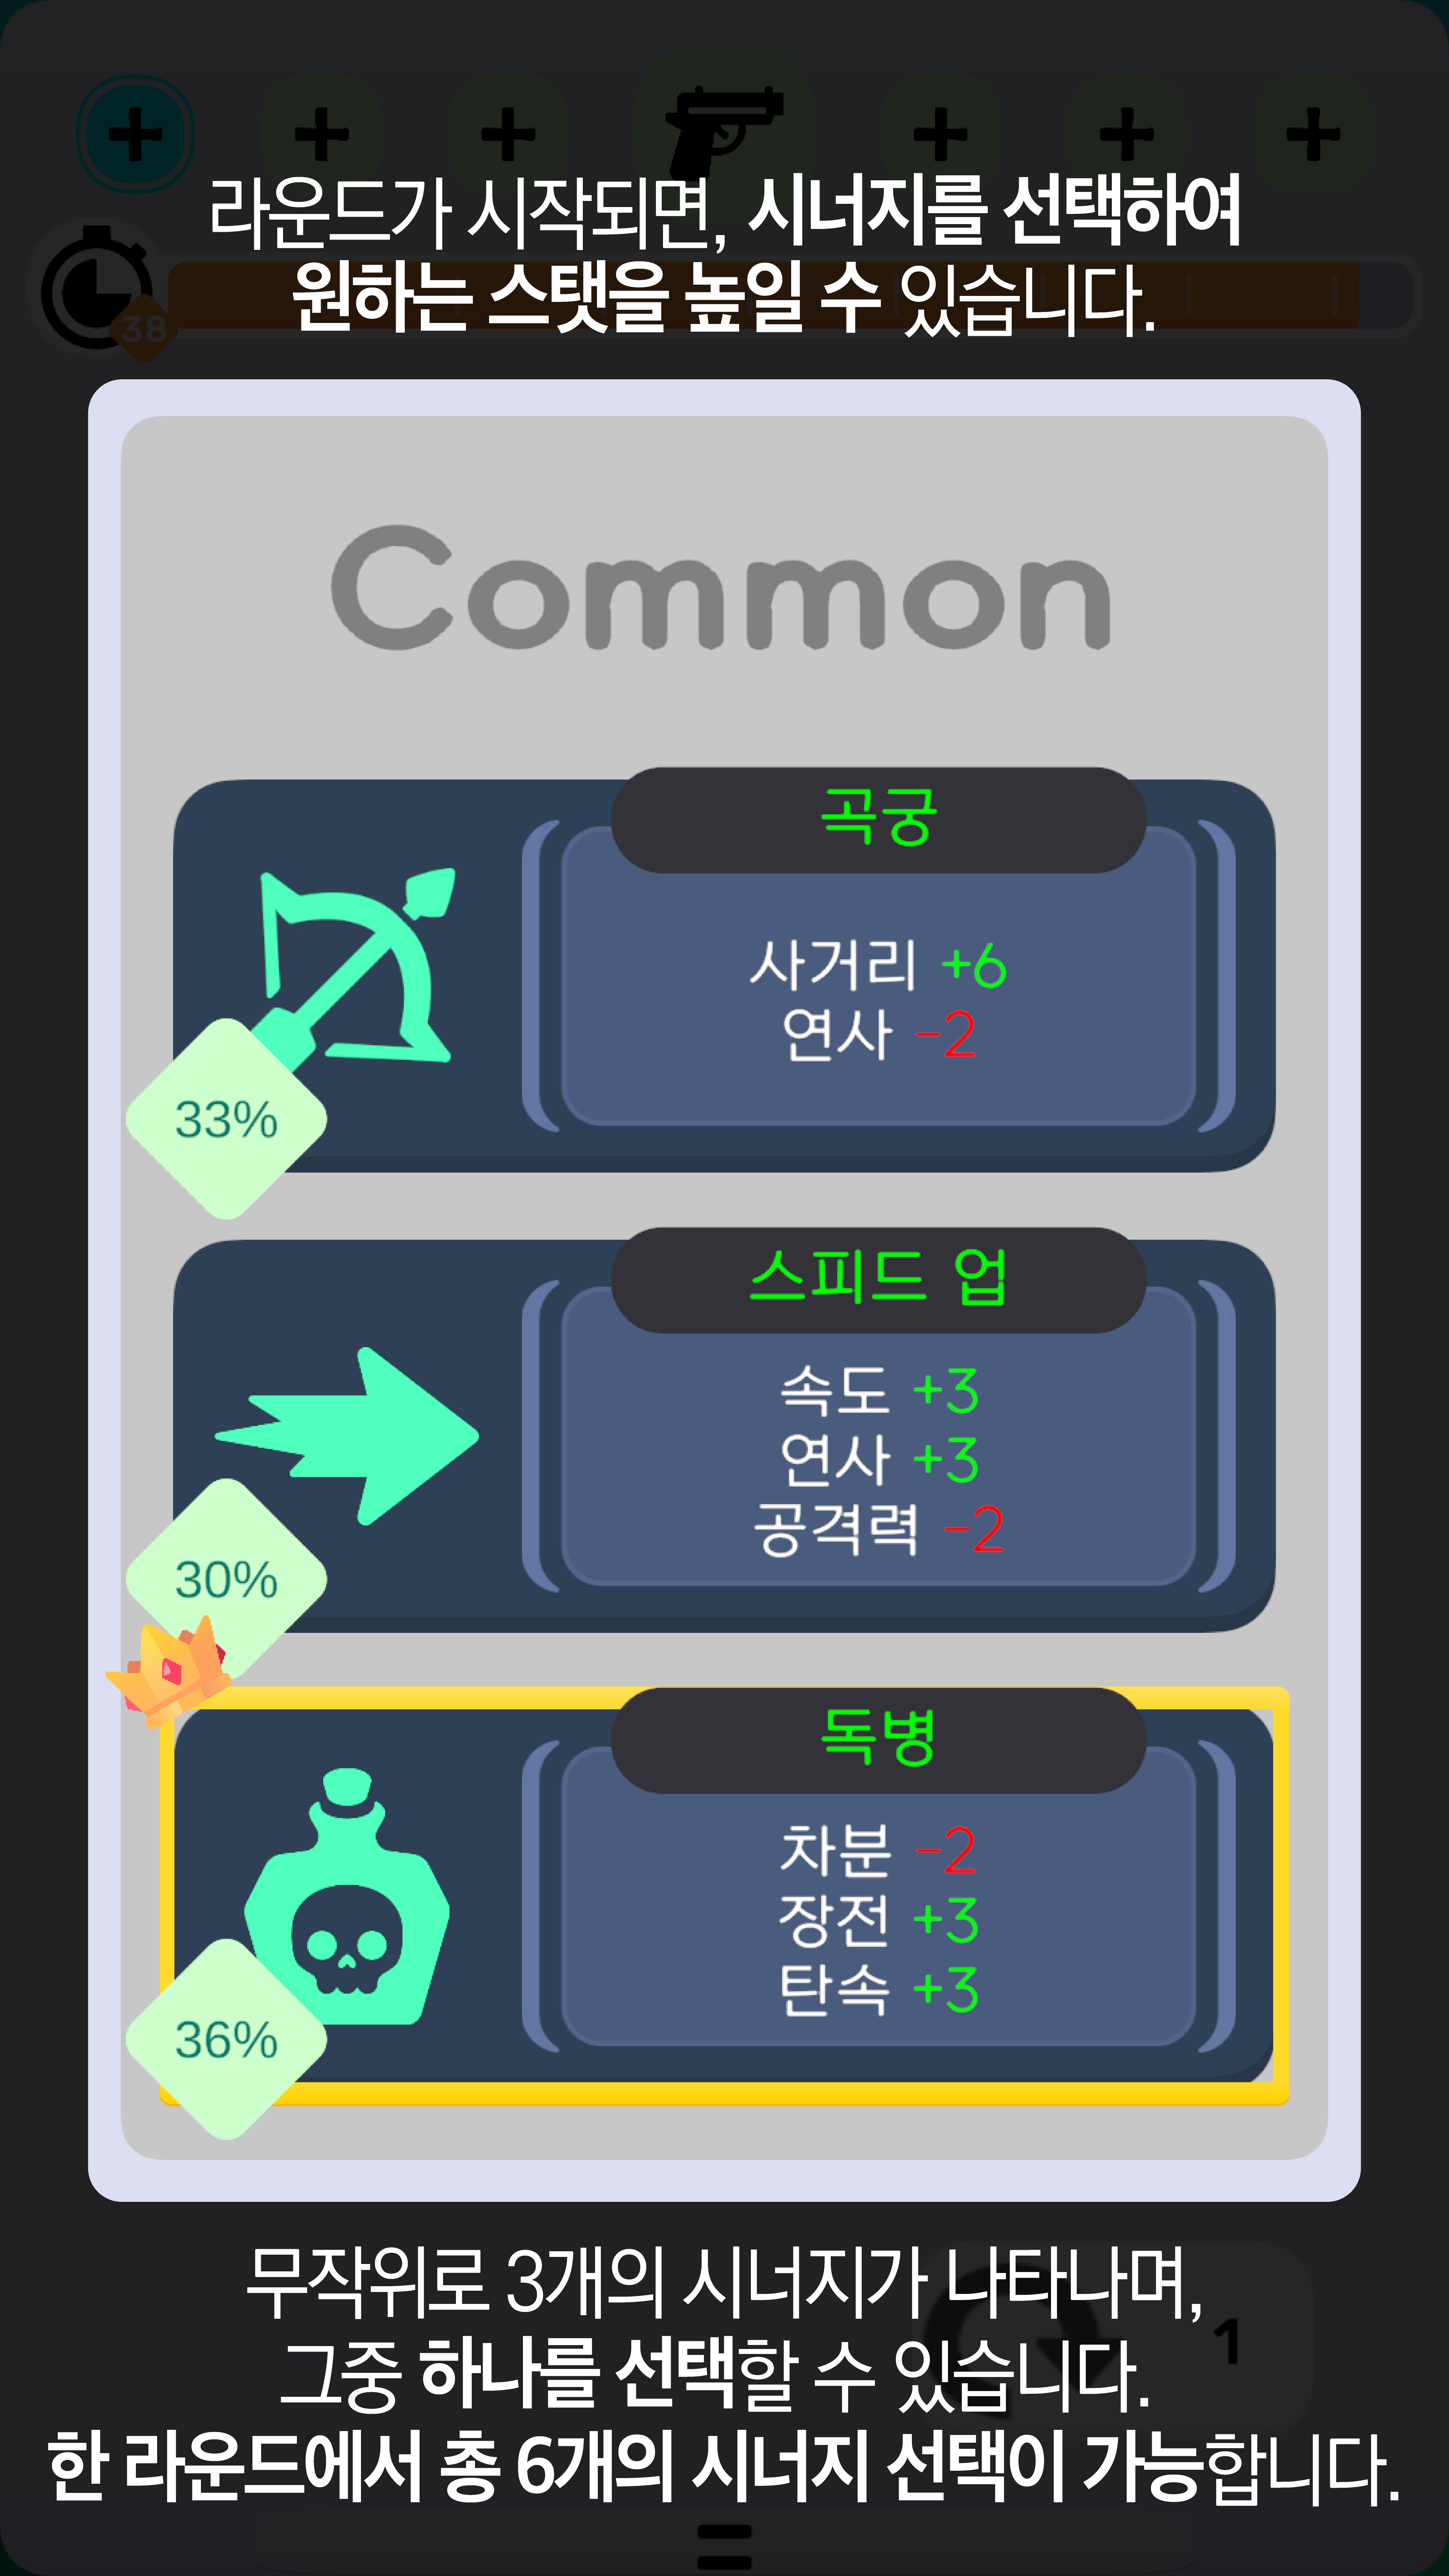 라운드가 시작되면, 시너지를 선택하여
원하는 스탯을 높일 수 있습니다.
38
Common
곡궁
사거리 +6
연사 -2
33%
스피드 업
속도 +3
연사 +3
공격력 -2
30%
독병
차분 -2
장전 +3
탄속 +3
36%
무작위로 3개의 시너지가 나타나며,
그중 하나를 선택할 수 있습니다.
1
한 라운드에서 총 6개의 시너지 선택이 가능합니다.